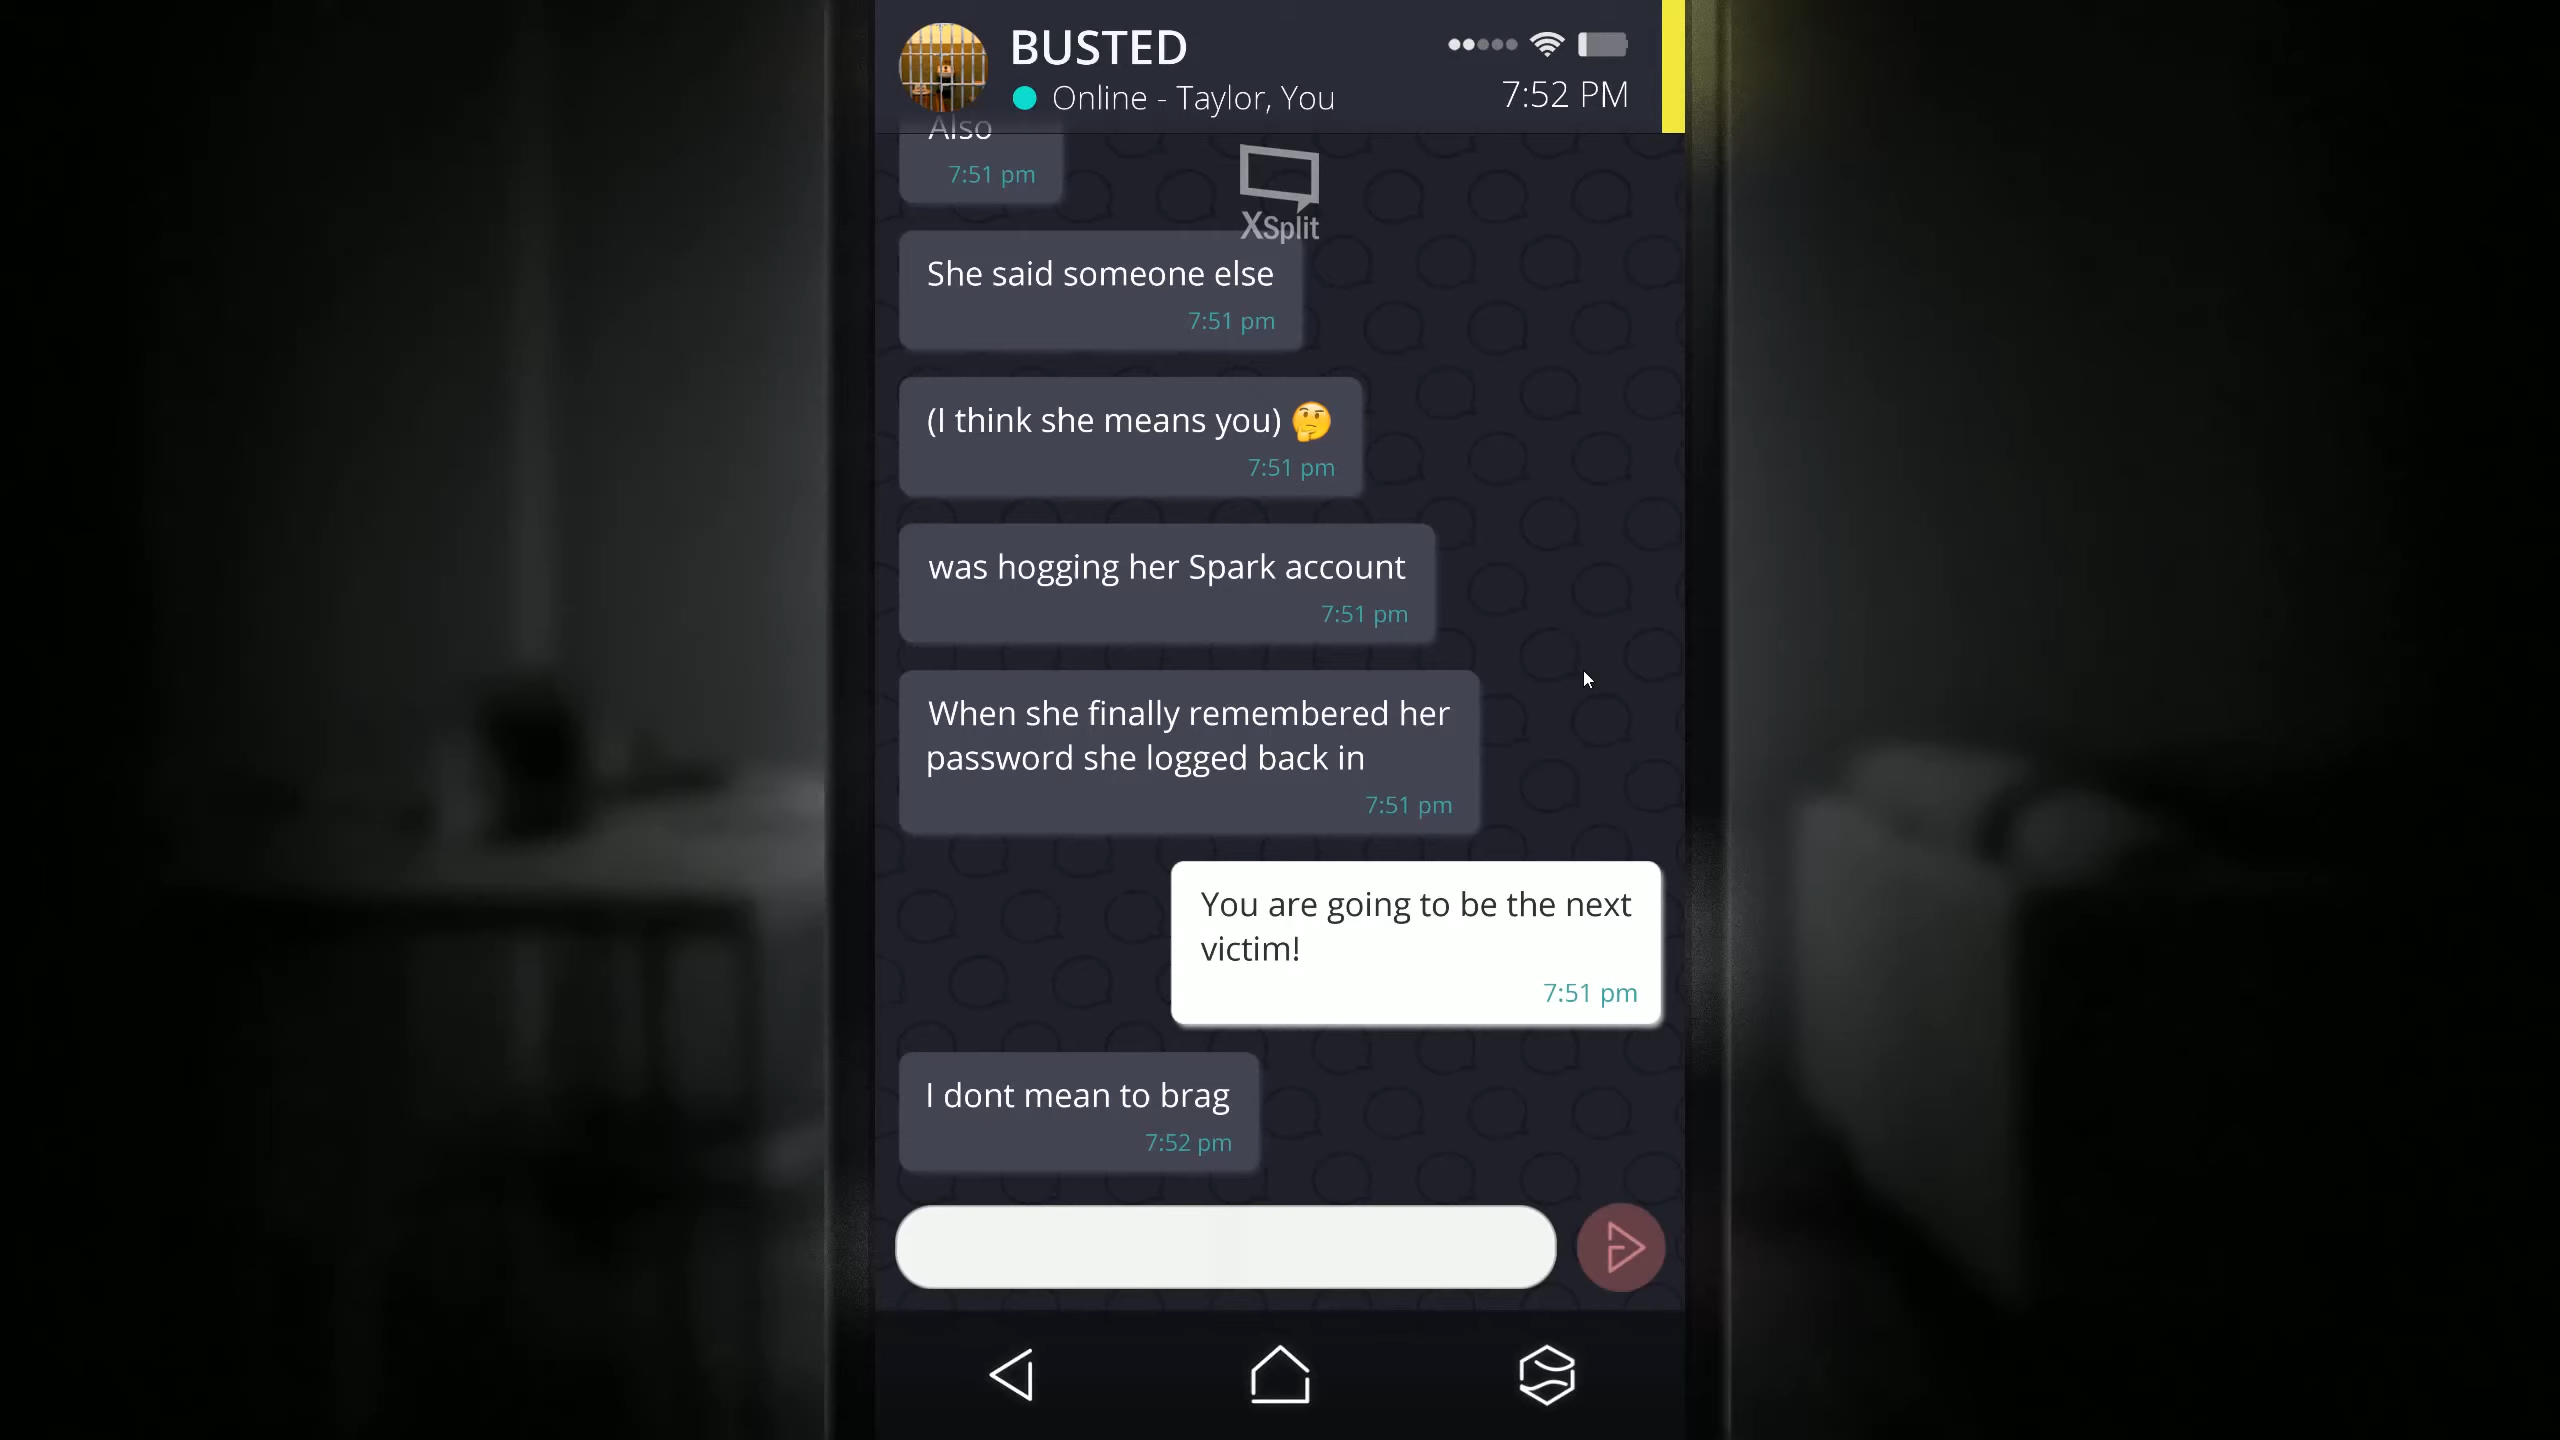 BUSTED
Online - Taylor, You
7:52 PM
Also
7:51 pm
XSplit
She said someone else
7:51 pm
(I think she means you) 🤔
7:51 pm
was hogging her Spark account
7:51 pm
When she finally remembered her
password she logged back in
7:51 pm
You are going to be the next
victim!
7:51 pm
I dont mean to brag
7:52 pm